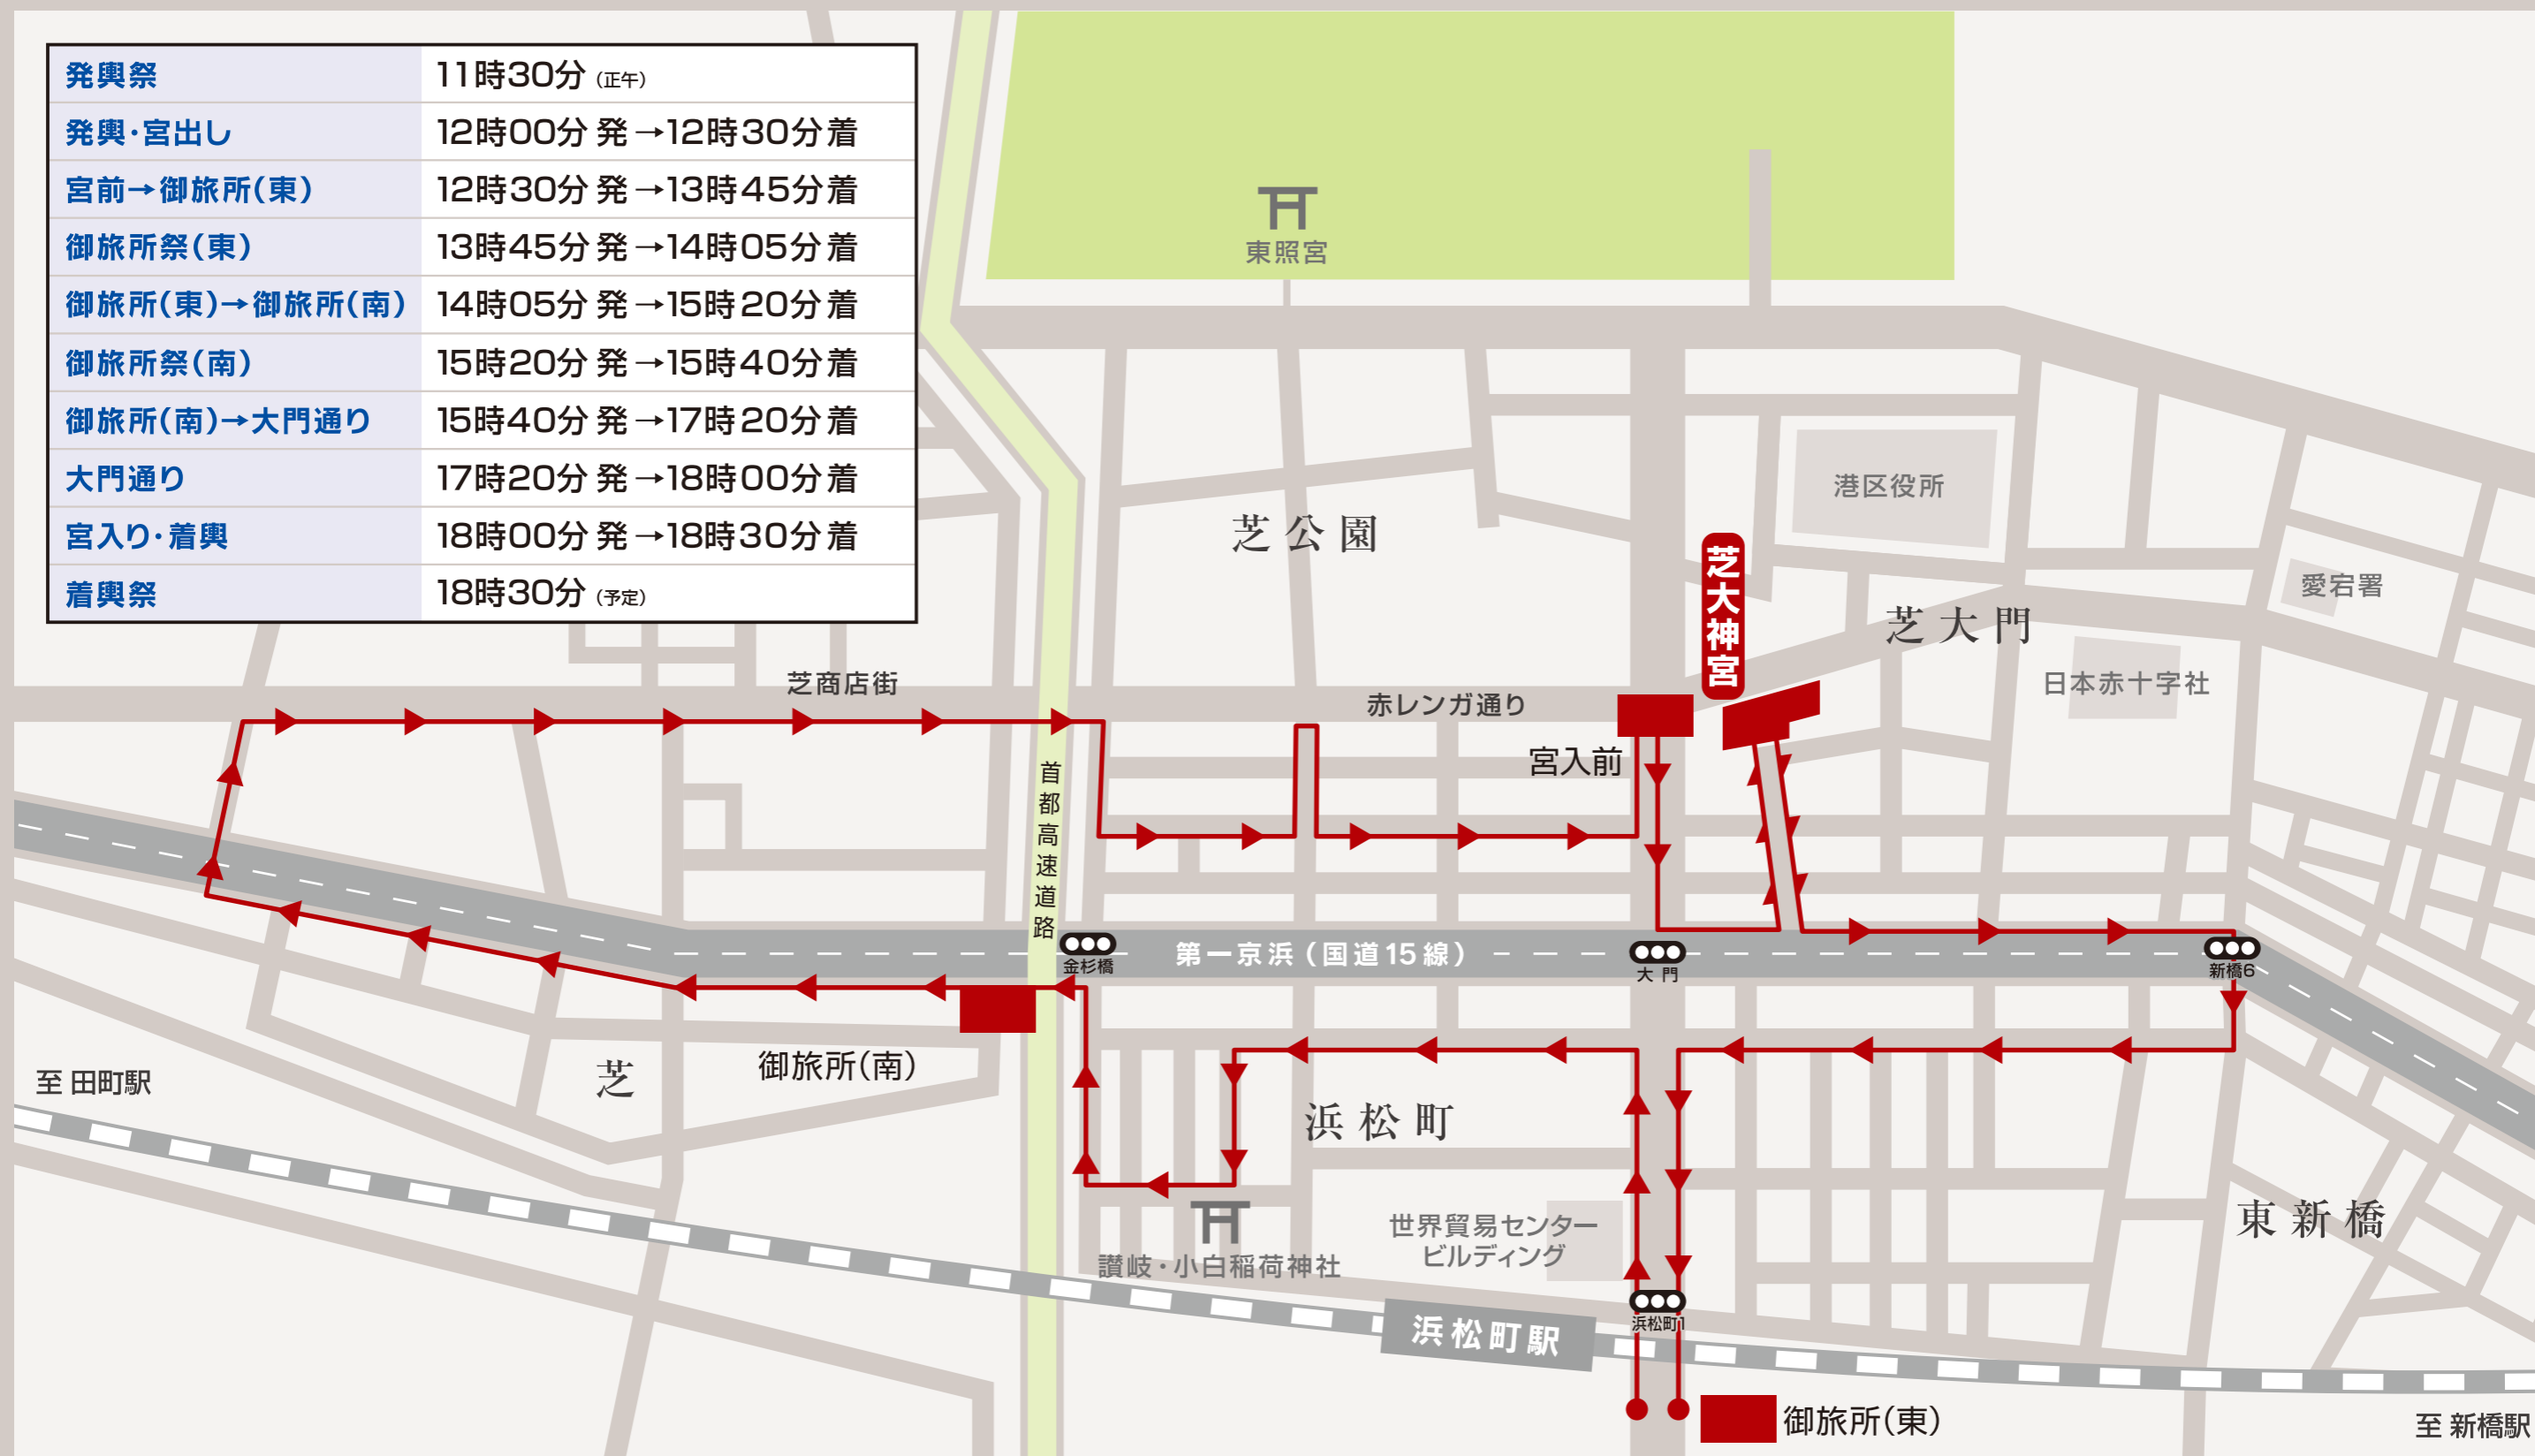 発輿祭 11時30分(正午)
発輿・宮出し 12時00分 発→12時30分 着
宮前→御旅所(東) 12時30分 発→13時45分 着
御旅所祭(東) 13時45分 発→14時05分 着
御旅所(東)→御旅所(南) 14時05分 発→15時20分 着
御旅所祭(南) 15時20分 発→15時40分 着
御旅所(南)→大門通り 15時40分 発→17時20分 着
大門通り 17時20分 発→18時00分 着
宮入り・着輿 18時00分 発→18時30分 着
着輿祭 18時30分(予定)
東照宮
芝公園
港区役所
芝大神宮
愛宕署
芝大門
日本赤十字社
芝商店街
赤レンガ通り
宮入前
首都高速道路
金杉橋
第一京浜(国道15線)
大門
新橋6
御旅所(南)
芝
至 田町駅
浜松町
東新橋
世界貿易センター
ビルディング
讃岐・小白稲荷神社
浜松町1
浜松町駅
御旅所(東)
至 新橋駅